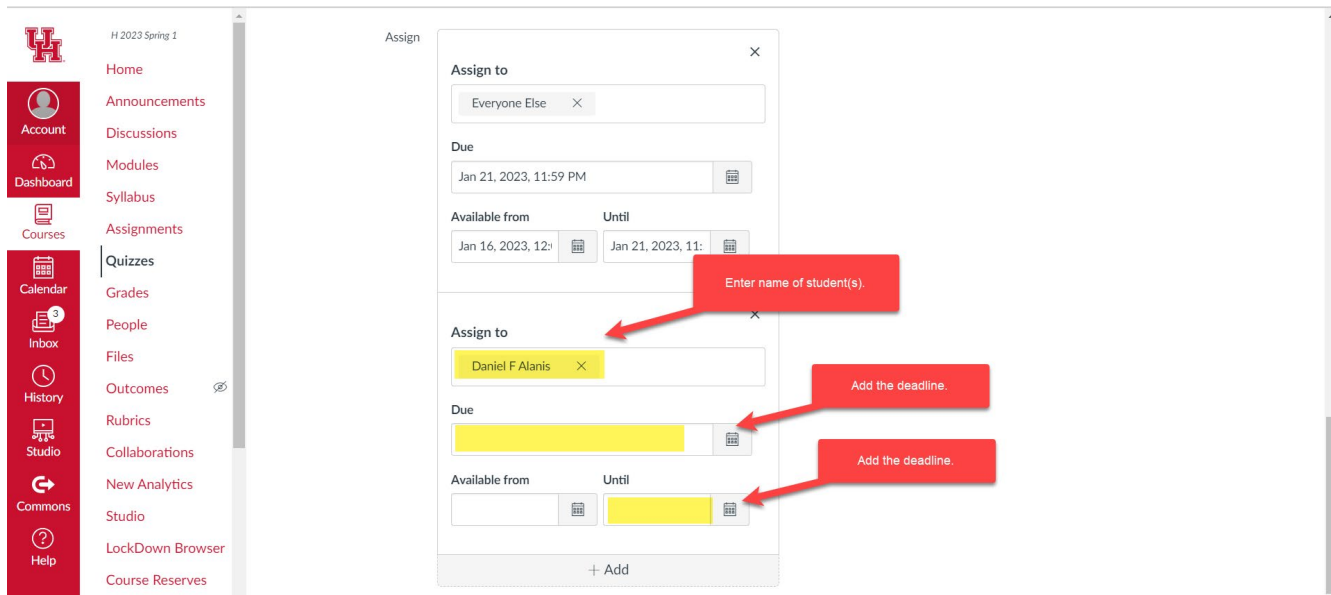 UH
Account
Dashboard
Courses
Calendar
3
Inbox
History
Studio
Commons
Help
H 2023 Spring 1
Home
Announcements
Discussions
Modules
Syllabus
Assignments
Quizzes
Grades
People
Files
Outcomes
Rubrics
Collaborations
New Analytics
Studio
LockDown Browser
Course Reserves
Assign
Assign to
Everyone Else
Due
Jan 21, 2023, 11:59 PM
Available from Until
Jan 16, 2023, 12: Jan 21, 2023, 11:
Enter name of student(s).
Assign to
Daniel F Alanis
Add the deadline.
Due
Add the deadline.
Available from Until
+ Add